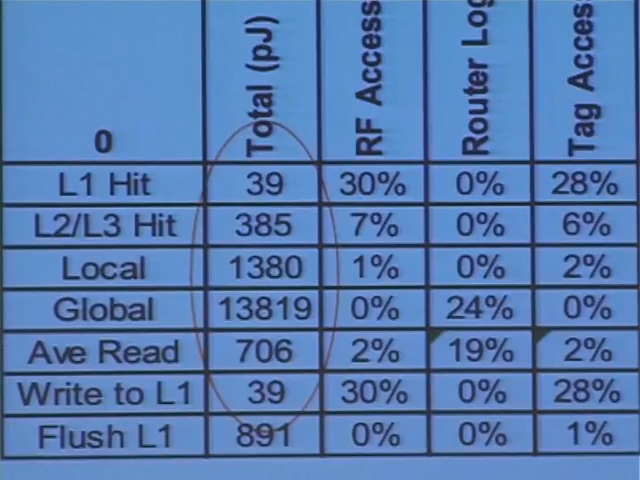 0 Total (pJ) RF Access Router Log Tag Access
L1 Hit 39 30% 0% 28%
L2/L3 Hit 385 7% 0% 6%
Local 1380 1% 0% 2%
Global 13819 0% 24% 0%
Ave Read 706 2% 19% 2%
Write to L1 39 30% 0% 28%
Flush L1 891 0% 0% 1%